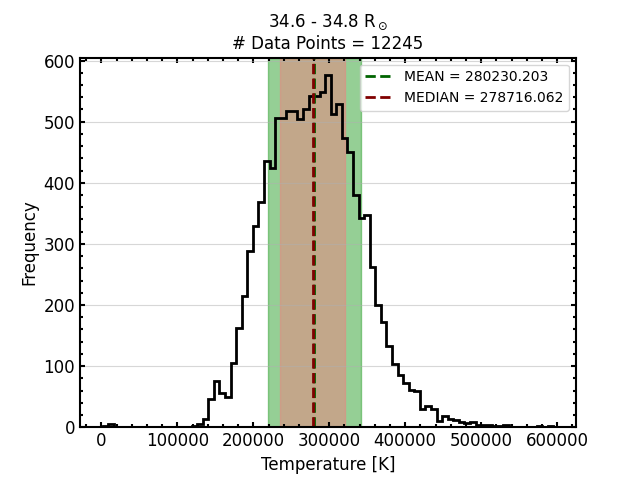 34.6 - 34.8 R⊙
# Data Points = 12245
MEAN = 280230.203
MEDIAN = 278716.062
600
500
400
300
200
100
0
Frequency
0 100000 200000 300000 400000 500000 600000
Temperature [K]